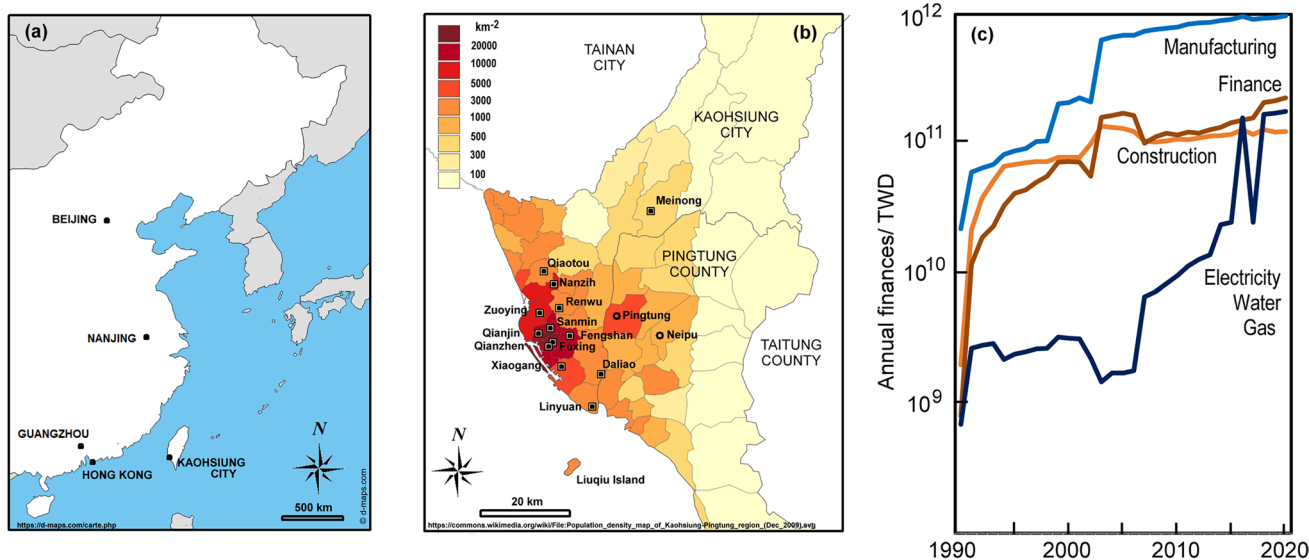 (a)
BEIJING
NANJING
GUANGZHOU
HONG KONG
KAOHSIUNG
CITY
N
500 km
https://d-maps.com/carte.php
© d-maps.com
(b)
km-2
20000
10000
5000
3000
1000
500
300
100
TAINAN
CITY
KAOHSIUNG
CITY
Meinong
PINGTUNG
COUNTY
Qiaotou
Nanzih
Renwu
Zuoying
Sanmin
Pingtung
Qianjin
Fengshan
Neipu
Qianzhen
Fuxing
TAITUNG
COUNTY
Xiaogang
Daliao
Linyuan
N
Liuqiu Island
20 km
https://commons.wikimedia.org/wiki/File:Population_density_map_of_Kaohsiung-Pingtung_region_(Dec_2009).svg
(c)
Annual finances/ TWD
10¹²
10¹¹
10¹⁰
10⁹
Manufacturing
Finance
Construction
Electricity
Water
Gas
1990
2000
2010
2020